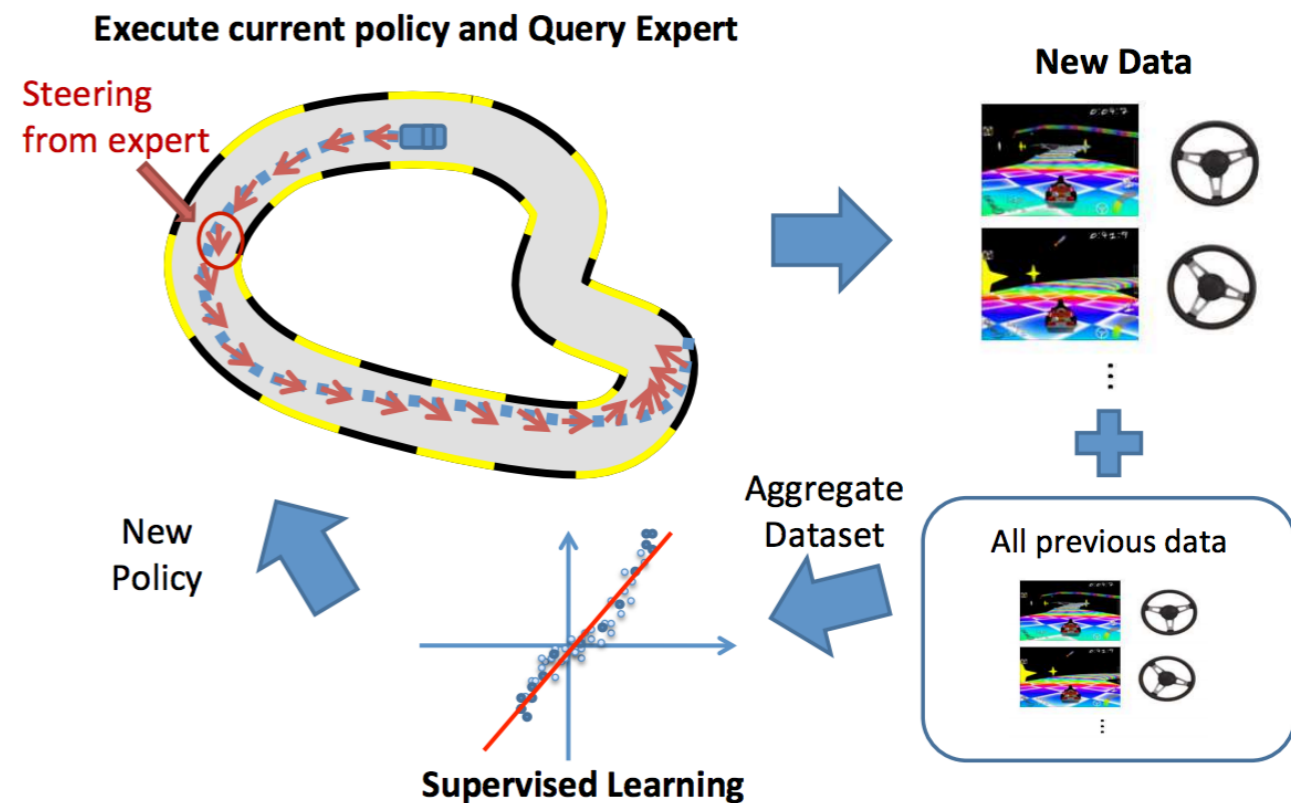 Execute current policy and Query Expert
Steering
from expert
New Data
...
All previous data
...
Aggregate
Dataset
Supervised Learning
New
Policy